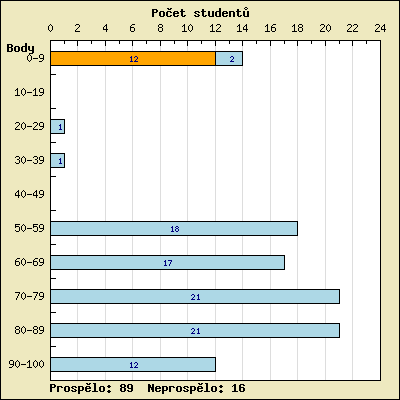 Počet studentů
0 2 4 6 8 10 12 14 16 18 20 22 24
Body
0-9 12 2
10-19
20-29 1
30-39 1
40-49
50-59 18
60-69 17
70-79 21
80-89 21
90-100 12
Prospělo: 89 Neprospělo: 16